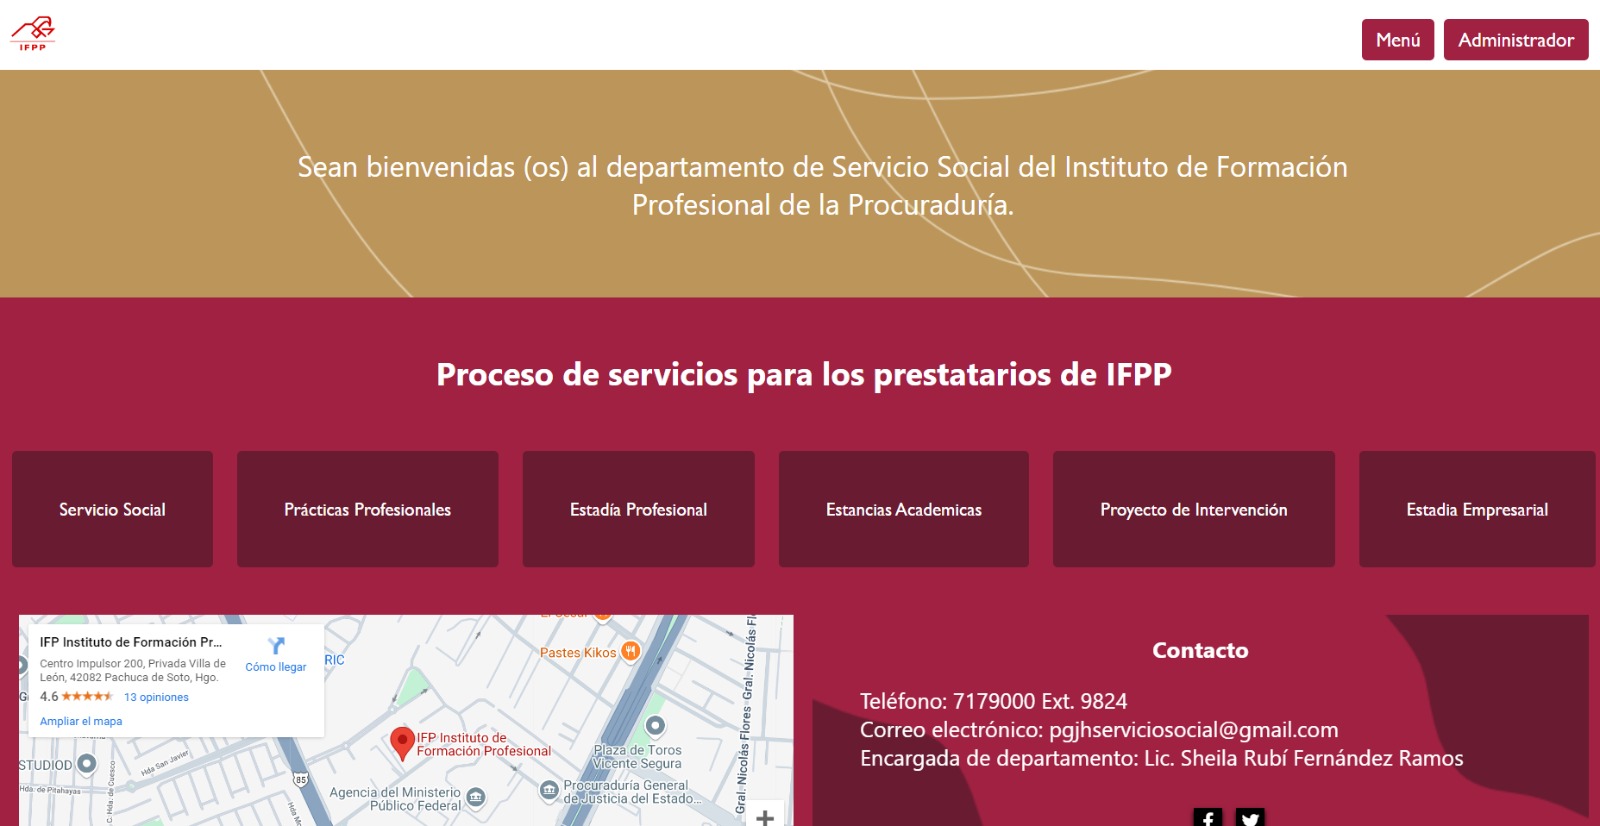 IFPP
Menú
Administrador
Sean bienvenidas (os) al departamento de Servicio Social del Instituto de Formación
Profesional de la Procuraduría.
Proceso de servicios para los prestatarios de IFPP
Servicio Social
Prácticas Profesionales
Estadía Profesional
Estancias Academicas
Proyecto de Intervención
Estadia Empresarial
IFP Instituto de Formación Pr...
Cómo llegar
Centro Impulsor 200, Privada Villa de
León, 42082 Pachuca de Soto, Hgo.
4.6
13 opiniones
Ampliar el mapa
RIC
Pastes Kikos
IFP Instituto de
Formación Profesional
Plaza de Toros
Vicente Segura
Gral. Nicolás Flores
Gral. Nicolás Fl
STUDIOD
Hda San Javier
Hda. de Pitahayas
Hda. de Cuesco
85
Agencia del Ministerio
Público Federal
Procuraduría General
de Justicia del Estado...
+
Contacto
Teléfono: 7179000 Ext. 9824
Correo electrónico: pgjhserviciosocial@gmail.com
Encargada de departamento: Lic. Sheila Rubí Fernández Ramos